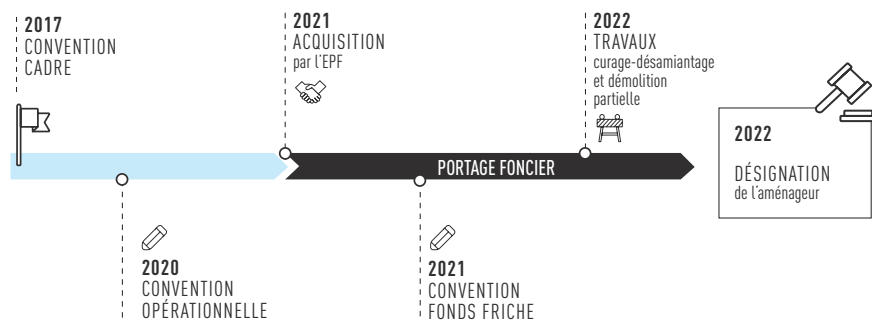 2017
CONVENTION
CADRE
2021
ACQUISITION
par l'EPF
2022
TRAVAUX
curage-désamiantage
et démolition
partielle
2022
DÉSIGNATION
de l'aménageur
PORTAGE FONCIER
2020
CONVENTION
OPÉRATIONNELLE
2021
CONVENTION
FONDS FRICHE